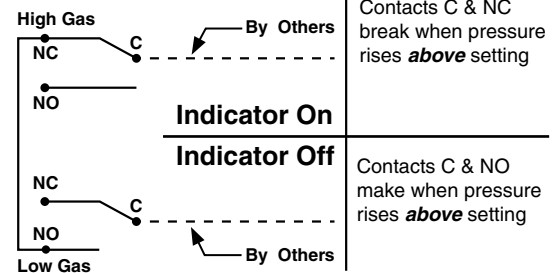 High Gas
NC
C
By Others
NO
Contacts C & NC
break when pressure
rises above setting
Indicator On
Indicator Off
NC
C
NO
Low Gas
By Others
Contacts C & NO
make when pressure
rises above setting